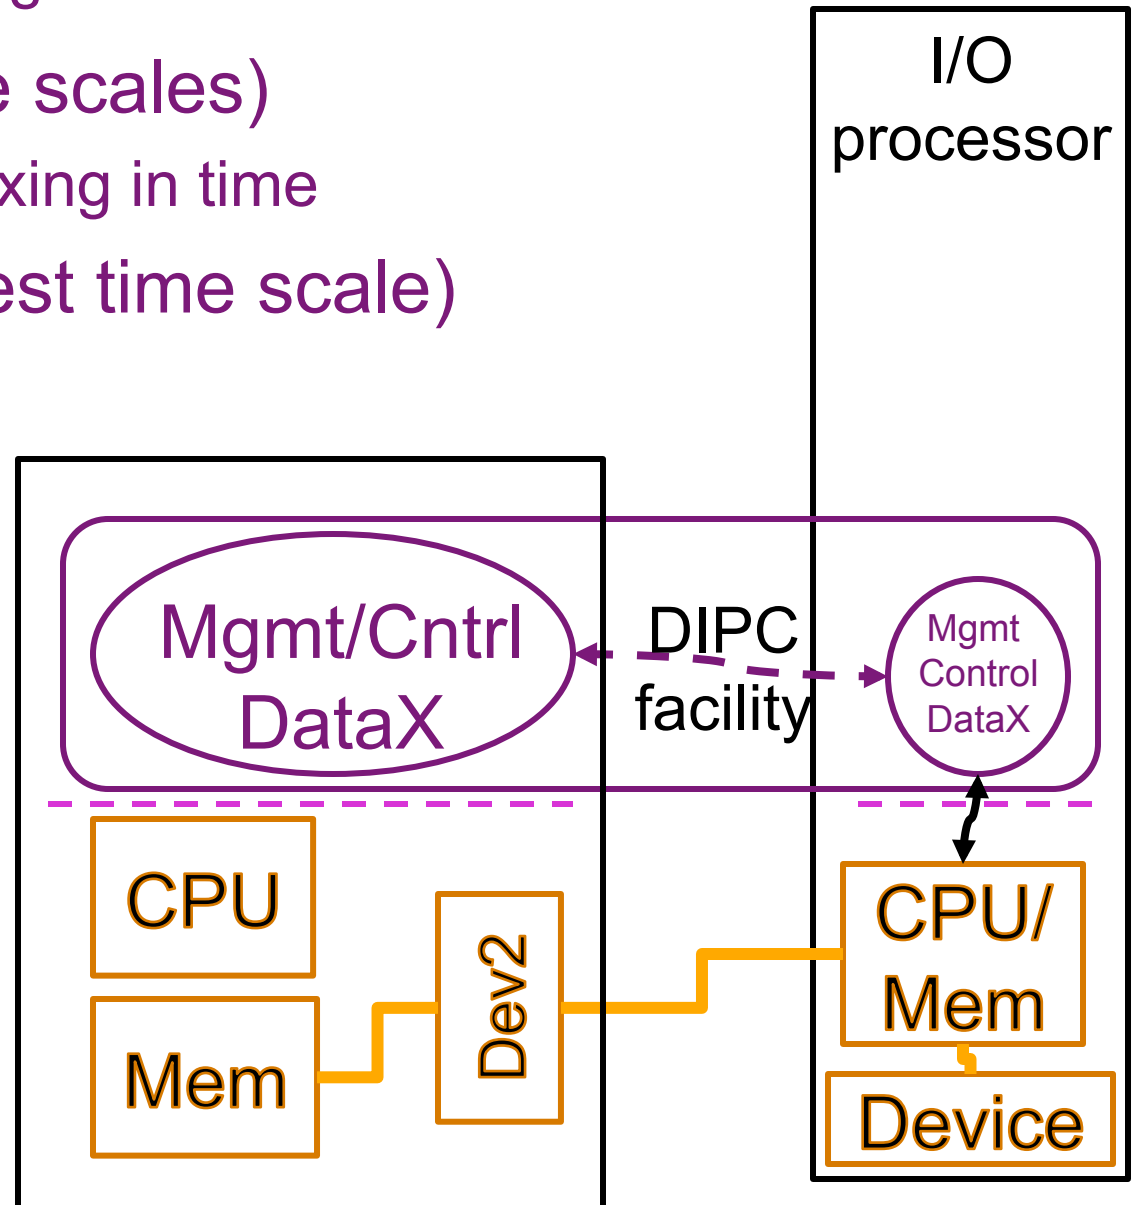 e scales)
xing in time
est time scale)
I/O
processor
Mgmt/Cntrl
DataX
DIPC
facility
Mgmt
Control
DataX
CPU
Mem
Dev2
CPU/
Mem
Device